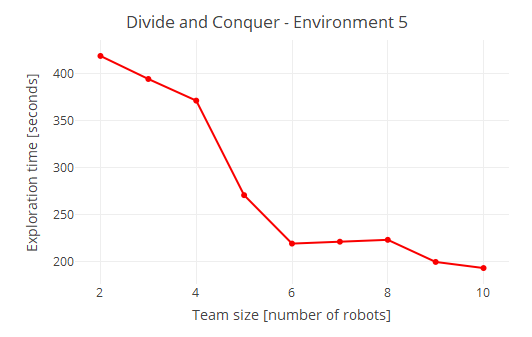 Divide and Conquer - Environment 5
Exploration time [seconds]
400
350
300
250
200
2 4 6 8 10
Team size [number of robots]